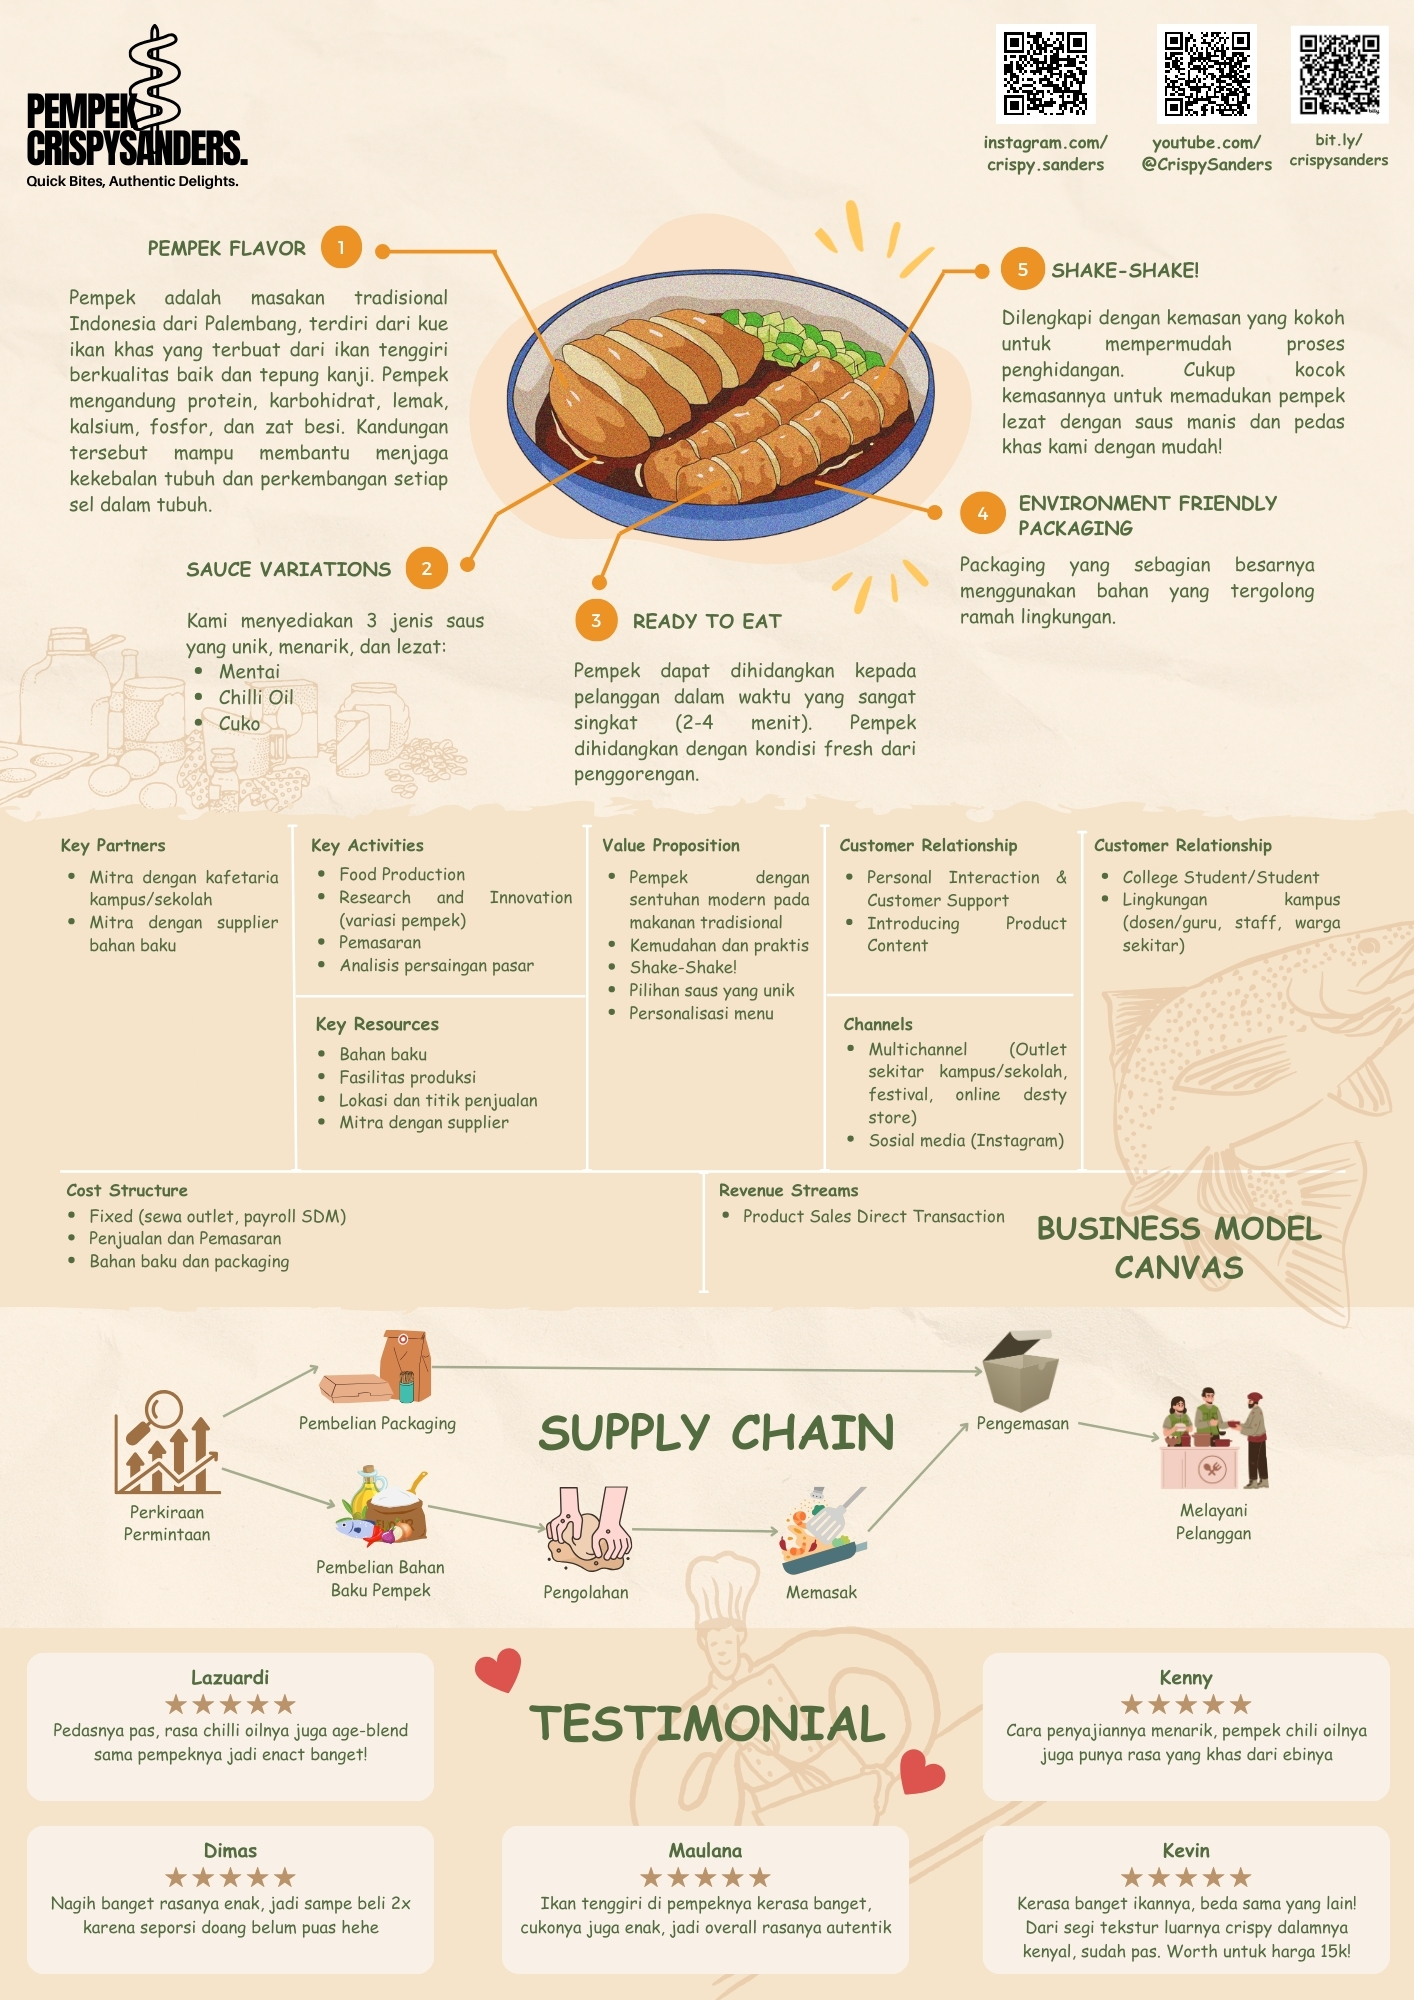 PEMPEK
CRISPYSANDERS.
Quick Bites, Authentic Delights.
instagram.com/
crispy.sanders
youtube.com/
@CrispySanders
bit.ly/
crispysanders
PEMPEK FLAVOR
1
Pempek adalah masakan tradisional
Indonesia dari Palembang, terdiri dari kue
ikan khas yang terbuat dari ikan tenggiri
berkualitas baik dan tepung kanji. Pempek
mengandung protein, karbohidrat, lemak,
kalsium, fosfor, dan zat besi. Kandungan
tersebut mampu membantu menjaga
kekebalan tubuh dan perkembangan setiap
sel dalam tubuh.
SAUCE VARIATIONS
2
Kami menyediakan 3 jenis saus
yang unik, menarik, dan lezat:
• Mentai
• Chilli Oil
• Cuko
3
READY TO EAT
Pempek dapat dihidangkan kepada
pelanggan dalam waktu yang sangat
singkat (2-4 menit). Pempek
dihidangkan dengan kondisi fresh dari
penggorengan.
5
SHAKE-SHAKE!
Dilengkapi dengan kemasan yang kokoh
untuk mempermudah proses
penghidangan. Cukup kocok
kemasannya untuk memadukan pempek
lezat dengan saus manis dan pedas
khas kami dengan mudah!
4
ENVIRONMENT FRIENDLY
PACKAGING
Packaging yang sebagian besarnya
menggunakan bahan yang tergolong
ramah lingkungan.
Key Partners
• Mitra dengan kafetaria
kampus/sekolah
• Mitra dengan supplier
bahan baku
Key Activities
• Food Production
• Research and Innovation
(variasi pempek)
• Pemasaran
• Analisis persaingan pasar
Key Resources
• Bahan baku
• Fasilitas produksi
• Lokasi dan titik penjualan
• Mitra dengan supplier
Value Proposition
• Pempek dengan
sentuhan modern pada
makanan tradisional
• Kemudahan dan praktis
• Shake-Shake!
• Pilihan saus yang unik
• Personalisasi menu
Customer Relationship
• Personal Interaction &
Customer Support
• Introducing Product
Content
Channels
• Multichannel (Outlet
sekitar kampus/sekolah,
festival, online desty
store)
• Sosial media (Instagram)
Customer Relationship
• College Student/Student
• Lingkungan kampus
(dosen/guru, staff, warga
sekitar)
Cost Structure
• Fixed (sewa outlet, payroll SDM)
• Penjualan dan Pemasaran
• Bahan baku dan packaging
Revenue Streams
• Product Sales Direct Transaction
BUSINESS MODEL
CANVAS
SUPPLY CHAIN
Perkiraan
Permintaan
Pembelian Packaging
Pembelian Bahan
Baku Pempek
Pengolahan
Memasak
Pengemasan
Melayani
Pelanggan
TESTIMONIAL
Lazuardi
★★★★★
Pedasnya pas, rasa chilli oilnya juga age-blend
sama pempeknya jadi enact banget!
Kenny
★★★★★
Cara penyajiannya menarik, pempek chili oilnya
juga punya rasa yang khas dari ebinya
Dimas
★★★★★
Nagih banget rasanya enak, jadi sampe beli 2x
karena seporsi doang belum puas hehe
Maulana
★★★★★
Ikan tenggiri di pempeknya kerasa banget,
cukonya juga enak, jadi overall rasanya autentik
Kevin
★★★★★
Kerasa banget ikannya, beda sama yang lain!
Dari segi tekstur luarnya crispy dalamnya
kenyal, sudah pas. Worth untuk harga 15k!